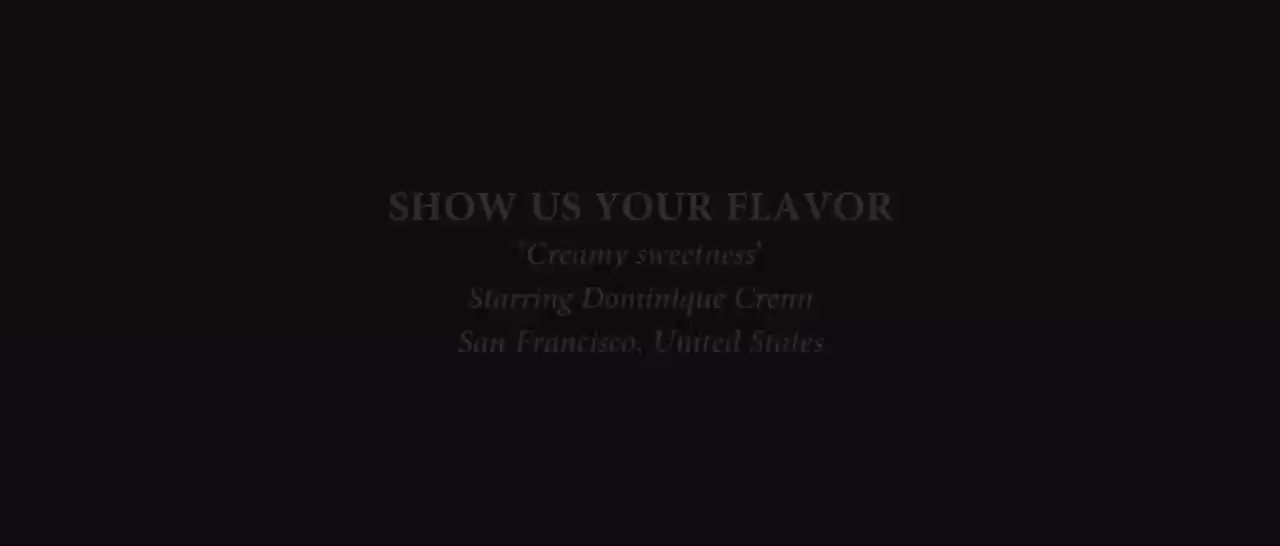 SHOW US YOUR FLAVOR
'Creamy sweetness'
Starring Dominique Crenn
San Francisco, United States